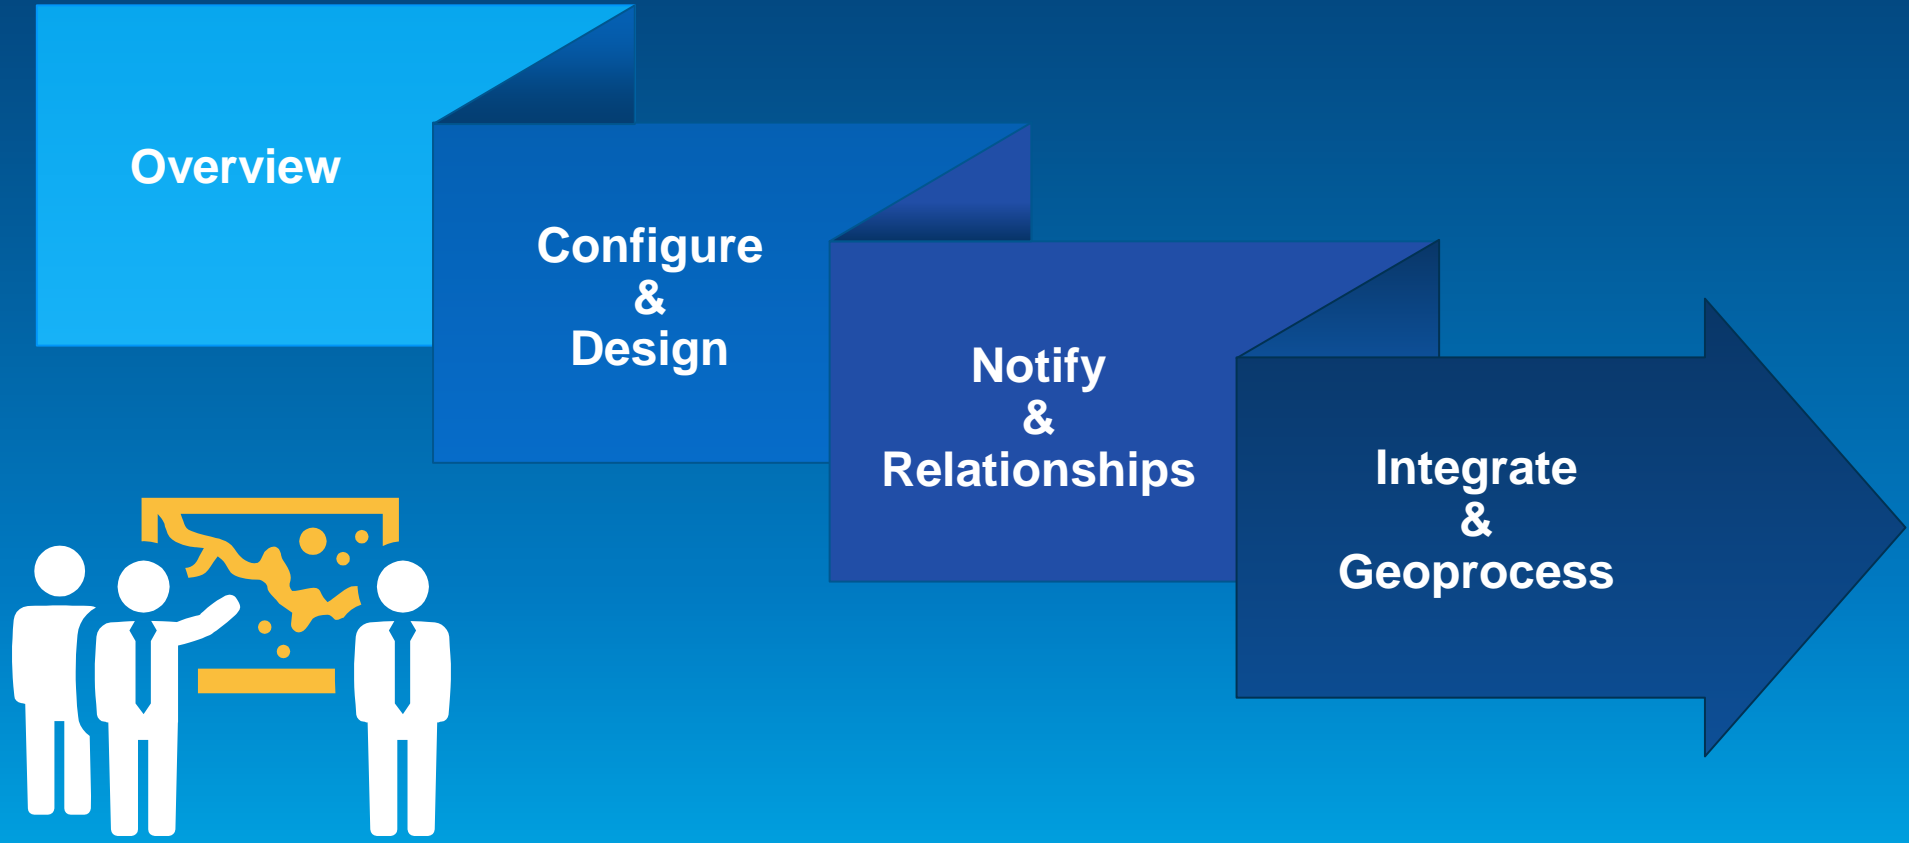 Overview
Configure
&
Design
Notify
&
Relationships
Integrate
&
Geoprocess